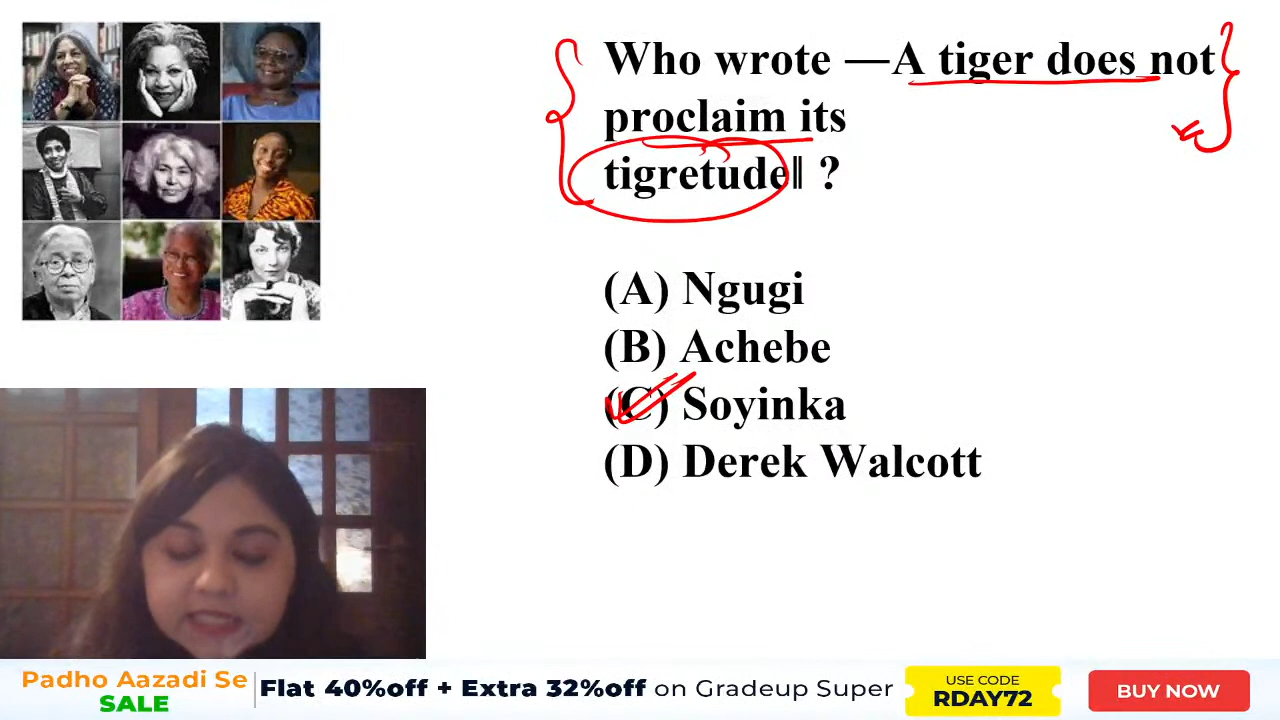 Who wrote —A tiger does not
proclaim its
tigretude‖ ?
(A) Ngugi
(B) Achebe
(C) Soyinka
(D) Derek Walcott
Padho Aazadi Se
SALE
Flat 40%off + Extra 32%off on Gradeup Super
USE CODE
RDAY72
BUY NOW